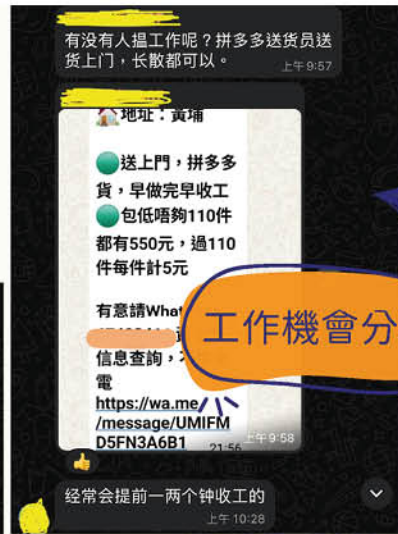 有没有人揾工作呢？拼多多送货员送
货上门，长散都可以。
上午9:57
地址：黃埔
送上門，拼多多
貨，早做完早收工
包低唔夠110件
都有550元，過110
件每件計5元
有意請What
信息查詢，
電
https://wa.me/
/message/UMIFM
D5FN3A6B1
21:56
上午9:58
工作機會分
经常会提前一两个钟收工的
上午10:28